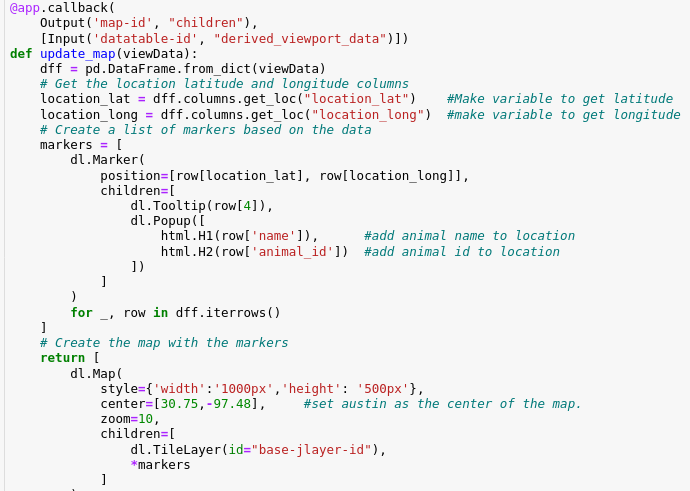 @app.callback(
    Output('map-id', "children"),
    [Input('datatable-id', "derived_viewport_data")])
def update_map(viewData):
    dff = pd.DataFrame.from_dict(viewData)
    # Get the location latitude and longitude columns
    location_lat = dff.columns.get_loc("location_lat")    #Make variable to get latitude
    location_long = dff.columns.get_loc("location_long")  #make variable to get longitude
    # Create a list of markers based on the data
    markers = [
        dl.Marker(
            position=[row[location_lat], row[location_long]],
            children=[
                dl.Tooltip(row[4]),
                dl.Popup([
                    html.H1(row['name']),      #add animal name to location
                    html.H2(row['animal_id'])  #add animal id to location
                ])
            ]
        )
        for _, row in dff.iterrows()
    ]
    # Create the map with the markers
    return [
        dl.Map(
            style={'width':'1000px','height': '500px'},
            center=[30.75,-97.48],     #set austin as the center of the map.
            zoom=10,
            children=[
                dl.TileLayer(id="base-jlayer-id"),
                *markers
            ]